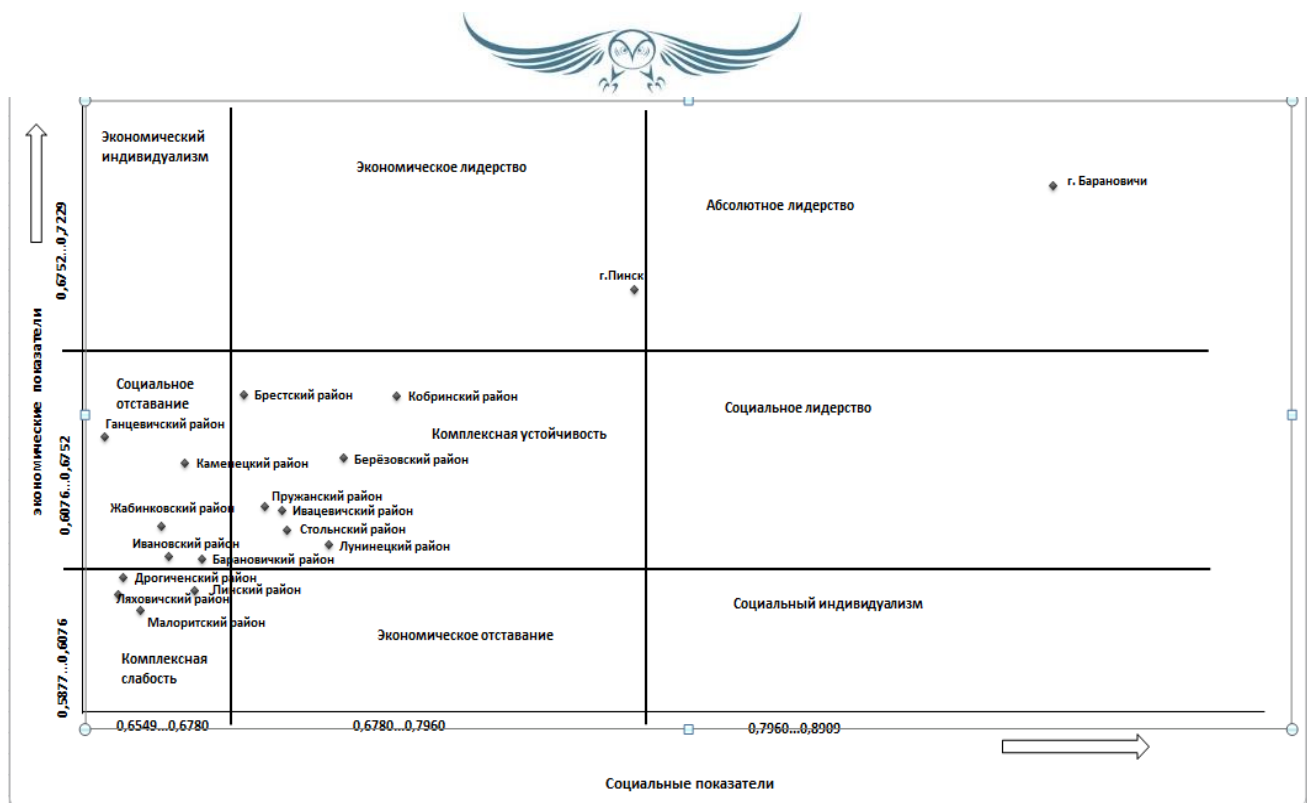 Экономический
индивидуализм
Экономическое лидерство
г. Барановичи
Абсолютное лидерство
г.Пинск
0,6752...0,7229
экономические показатели
Социальное
отставание
Брестский район
Кобринский район
Социальное лидерство
Ганцевичский район
Комплексная устойчивость
Каменецкий район
Берёзовский район
0,6076...0,6752
Пружанский район
Жабинковский район
Ивацевичский район
Столынский район
Ивановский район
Лунинецкий район
Барановичкий район
Дрогиченский район
Линский район
Ляховичский район
Социальный индивидуализм
Малоритский район
Экономическое отставание
0,5877...0,6076
Комплексная
слабость
0,6549...0,6780
0,6780...0,7960
0,7960...0,8909
Социальные показатели